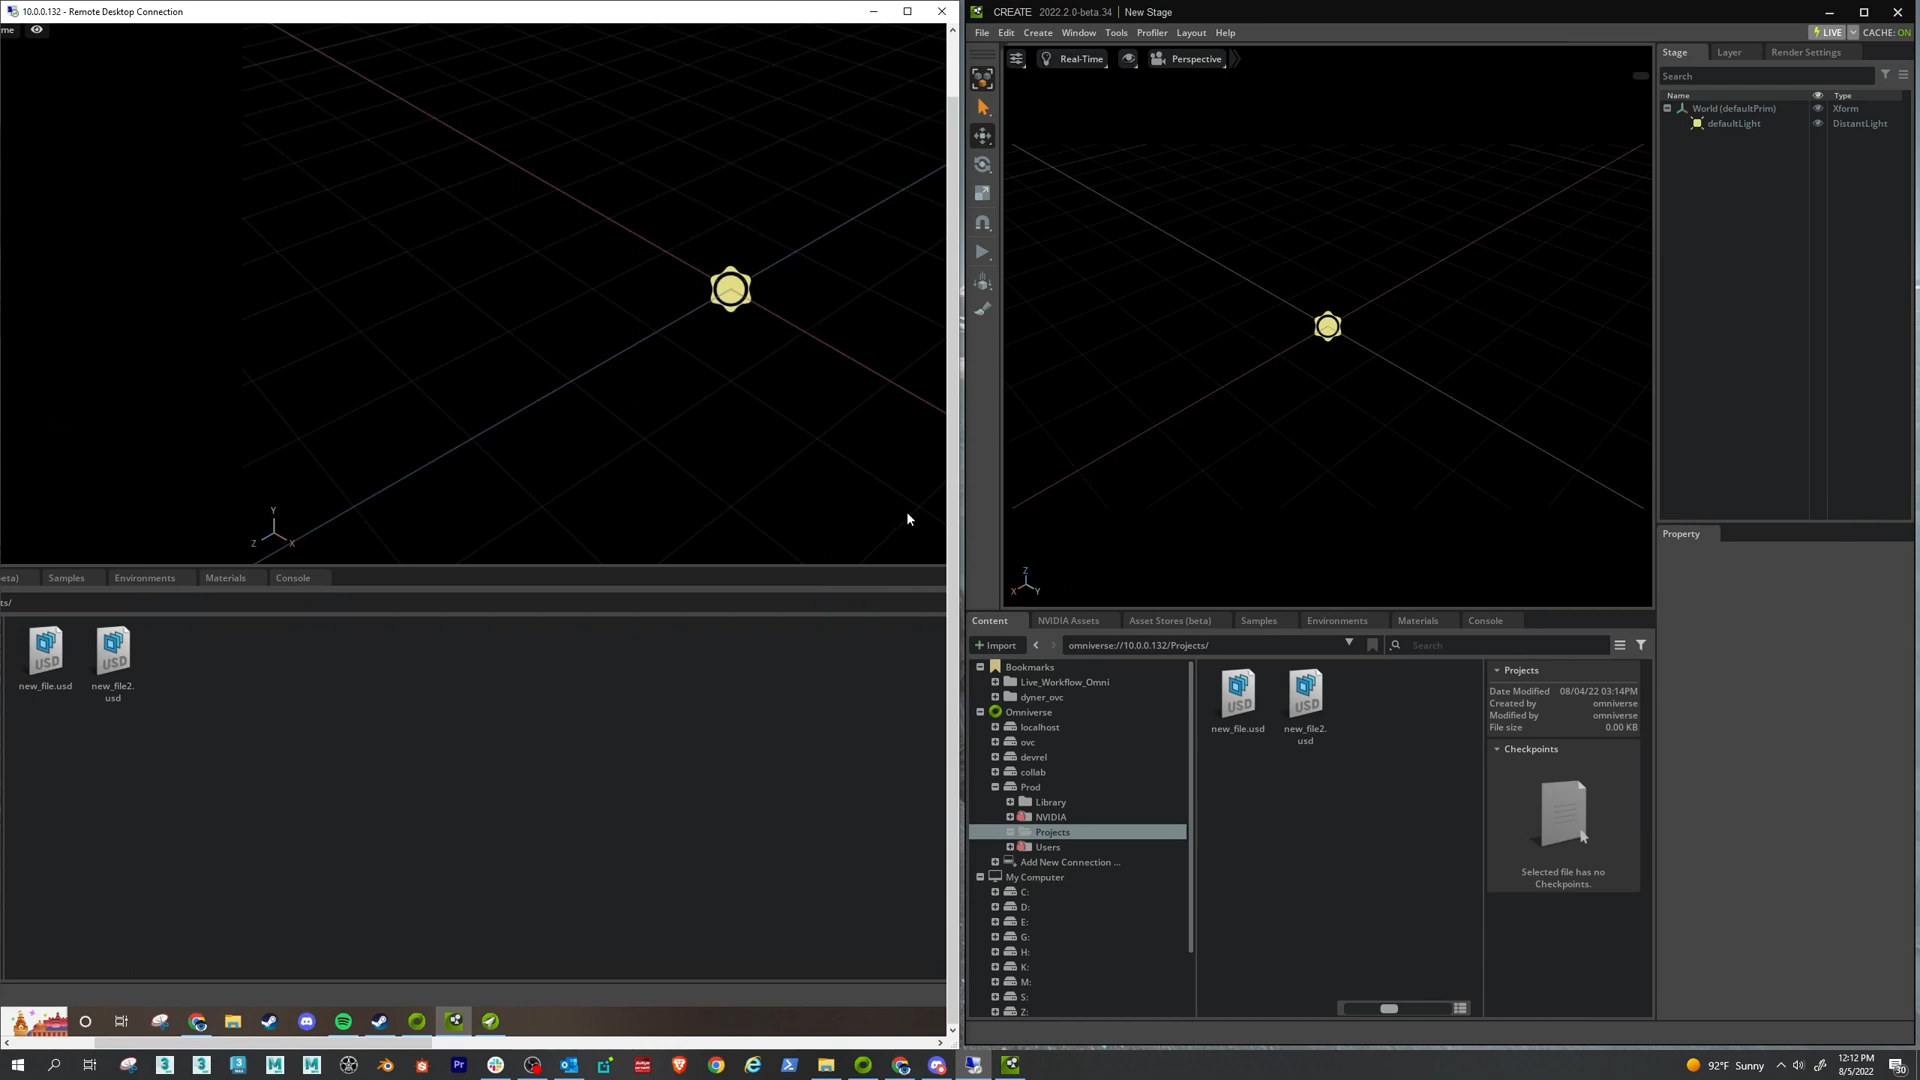 10.0.0.132 - Remote Desktop Connection
me
Y
Z
X
eta)
Samples
Environments
Materials
Console
ts/
new_file.usd
new_file2.
usd
CREATE 2022.2.0-beta.34 | New Stage
File Edit Create Window Tools Profiler Layout Help
LIVE
CACHE: ON
Real-Time
Perspective
Z
X
Y
Stage
Layer
Render Settings
Search
Name
Type
World (defaultPrim)
Xform
defaultLight
DistantLight
Property
Content
NVIDIA Assets
Asset Stores (beta)
Samples
Environments
Materials
Console
+ Import
omniverse://10.0.0.132/Projects/
Search
Bookmarks
Live_Workflow_Omni
dyner_ovc
Omniverse
localhost
ovc
devrel
collab
Prod
Library
NVIDIA
Projects
Users
Add New Connection ...
My Computer
C:
D:
E:
G:
H:
K:
M:
S:
Z:
new_file.usd
new_file2.
usd
Projects
Date Modified 08/04/22 03:14PM
Created by omniverse
Modified by omniverse
File size 0.00 KB
Checkpoints
Selected file has no
Checkpoints.
92°F Sunny
12:12 PM
8/5/2022
30